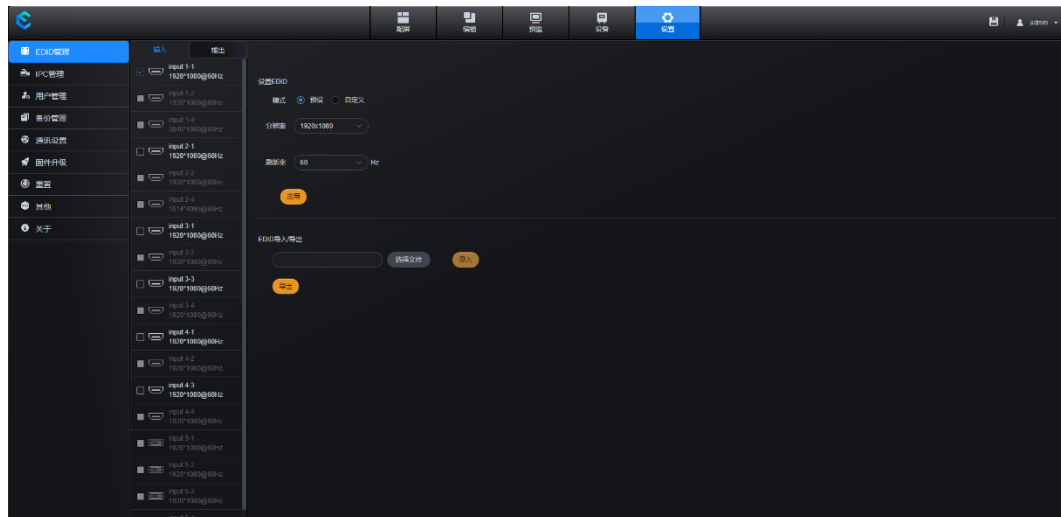 配屏
编辑
预监
设备
设置
admin
EDID管理
IPC管理
用户管理
备份管理
通讯设置
固件升级
重置
其他
关于
输入 输出
input 1-1
1920*1080@60Hz
input 1-2
1920*1080@60Hz
input 1-4
3840*1080@60Hz
input 2-1
1920*1080@60Hz
input 2-2
1920*1080@60Hz
input 2-4
input 3-1
1920*1080@60Hz
input 3-2
1920*1080@60Hz
input 3-3
1920*1080@60Hz
input 3-4
1920*1080@60Hz
input 4-1
1920*1080@60Hz
input 4-2
1920*1080@60Hz
input 4-3
1920*1080@60Hz
input 4-4
1920*1080@60Hz
input 5-1
1920*1080@60Hz
input 5-2
1920*1080@60Hz
input 5-3
1920*1080@60Hz
设置EDID
模式 预设 自定义
分辨率 1920x1080
刷新率 60 Hz
应用
EDID导入/导出
选择文件 导入
导出